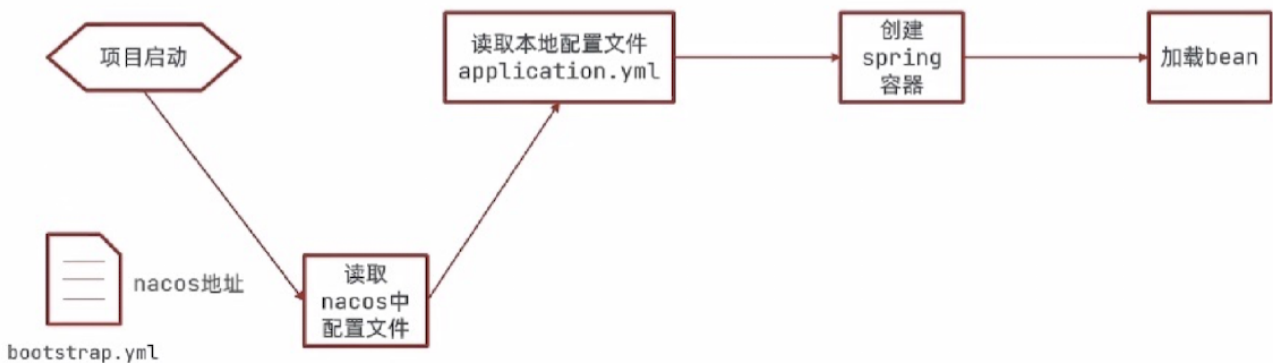 项目启动
读取本地配置文件
application.yml
创建
spring
容器
加载bean
nacos地址
bootstrap.yml
读取
nacos中
配置文件